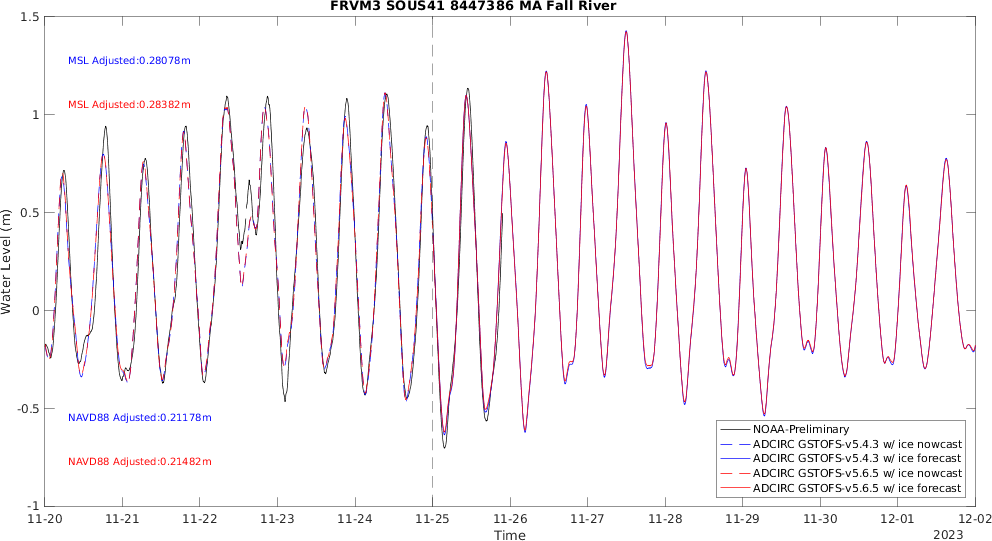 FRVM3 SOUS41 8447386 MA Fall River
1.5
1
0.5
0
-0.5
-1
Water Level (m)
MSL Adjusted:0.28078m
MSL Adjusted:0.28382m
NAVD88 Adjusted:0.21178m
NAVD88 Adjusted:0.21482m
NOAA-Preliminary
ADCIRC GSTOFS-v5.4.3 w/ ice nowcast
ADCIRC GSTOFS-v5.4.3 w/ ice forecast
ADCIRC GSTOFS-v5.6.5 w/ ice nowcast
ADCIRC GSTOFS-v5.6.5 w/ ice forecast
11-20 11-21 11-22 11-23 11-24 11-25 11-26 11-27 11-28 11-29 11-30 12-01 12-02
Time
2023